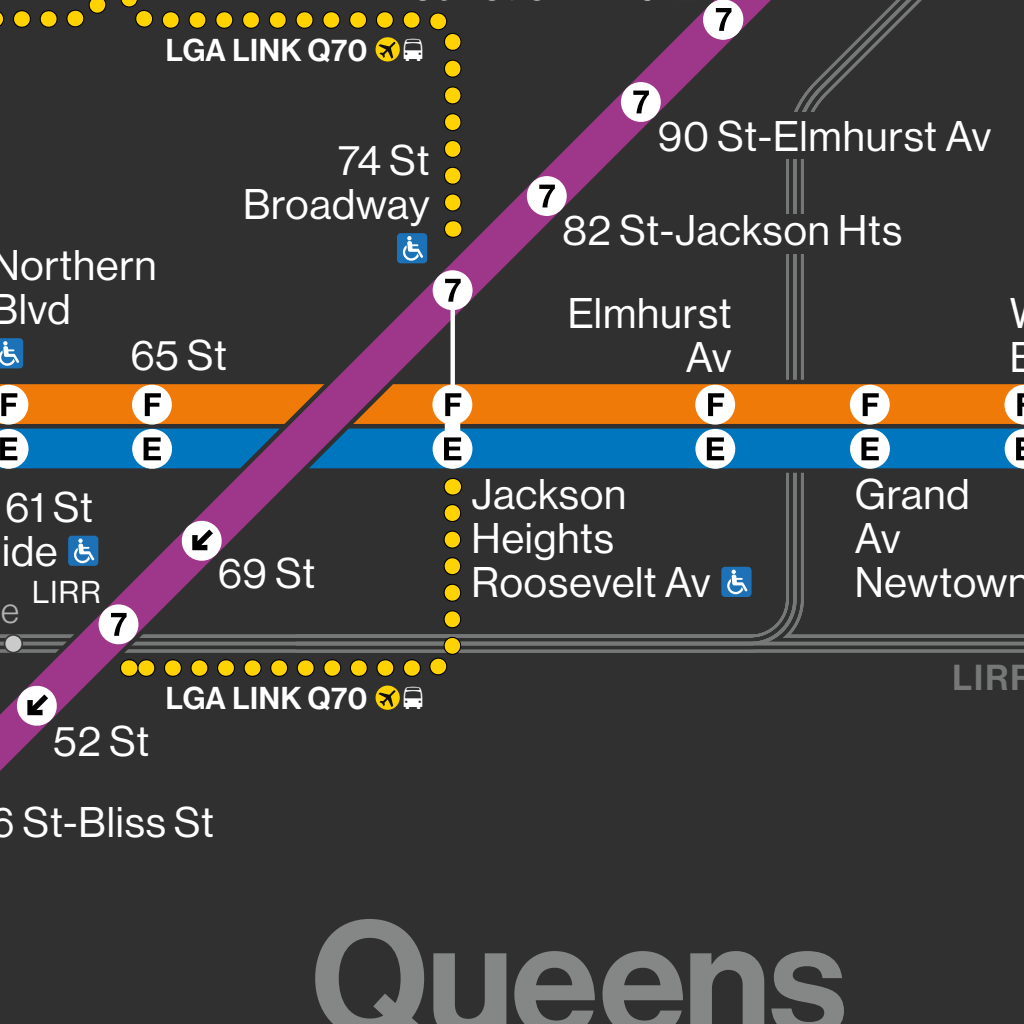 7
LGA LINK Q70
7
90 St-Elmhurst Av
74 St
Broadway
7
82 St-Jackson Hts
Northern
Blvd
7
Elmhurst
Av
65 St
F F F F F F
E E E E E E
61 St
LIRR
69 St
Jackson
Heights
Roosevelt Av
Grand
Av
Newtown
7
LGA LINK Q70
LIRR
52 St
St-Bliss St
Queens